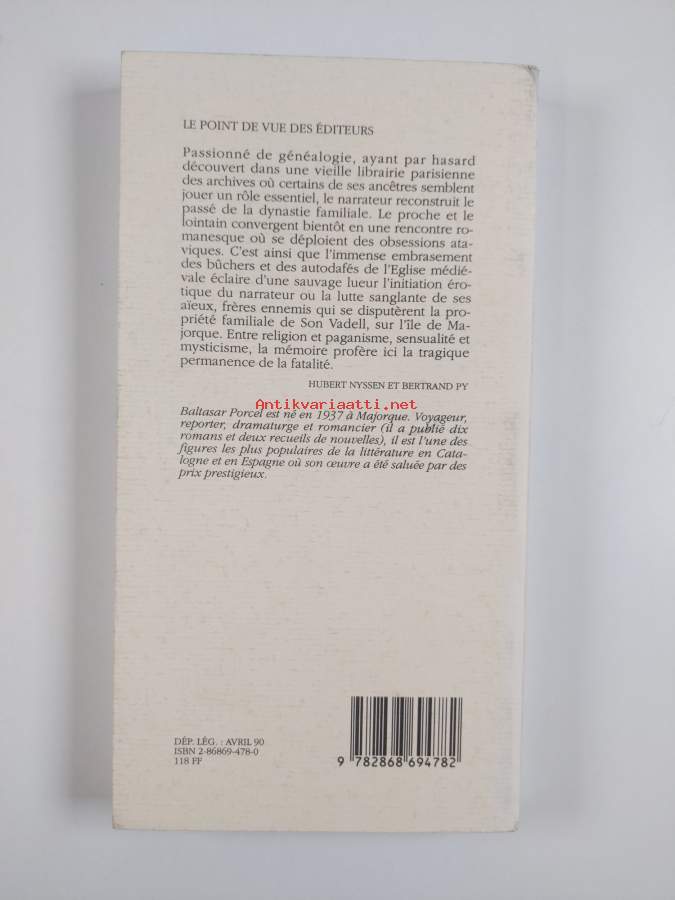 LE POINT DE VUE DES ÉDITEURS
Passionné de généalogie, ayant par hasard
découvert dans une vieille librairie parisienne
des archives où certains de ses ancêtres semblent
jouer un rôle essentiel, le narrateur reconstruit le
passé de la dynastie familiale. Le proche et le
lointain convergent bientôt en une rencontre ro-
manesque où se déploient des obsessions ata-
viques. C'est ainsi que l'immense embrasement
des bûchers et des autodafés de l'Eglise médié-
vale éclaire d'une sauvage lueur l'initiation éro-
tique du narrateur ou la lutte sanglante de ses
aïeux, frères ennemis qui se disputèrent la pro-
priété familiale de Son Vadell, sur l'île de Ma-
jorque. Entre religion et paganisme, sensualité et
mysticisme, la mémoire profère ici la tragique
permanence de la fatalité.
HUBERT NYSSEN ET BERTRAND PY
Antikvariaatti.net
Baltasar Porcel est né en 1937 à Majorque. Voyageur,
reporter, dramaturge et romancier (il a publié dix
romans et deux recueils de nouvelles), il est l'une des
figures les plus populaires de la littérature en Cata-
logne et en Espagne où son œuvre a été saluée par des
prix prestigieux.
DÉP. LÉG. : AVRIL 90
ISBN 2-86869-478-0
118 FF
9 782868 694782